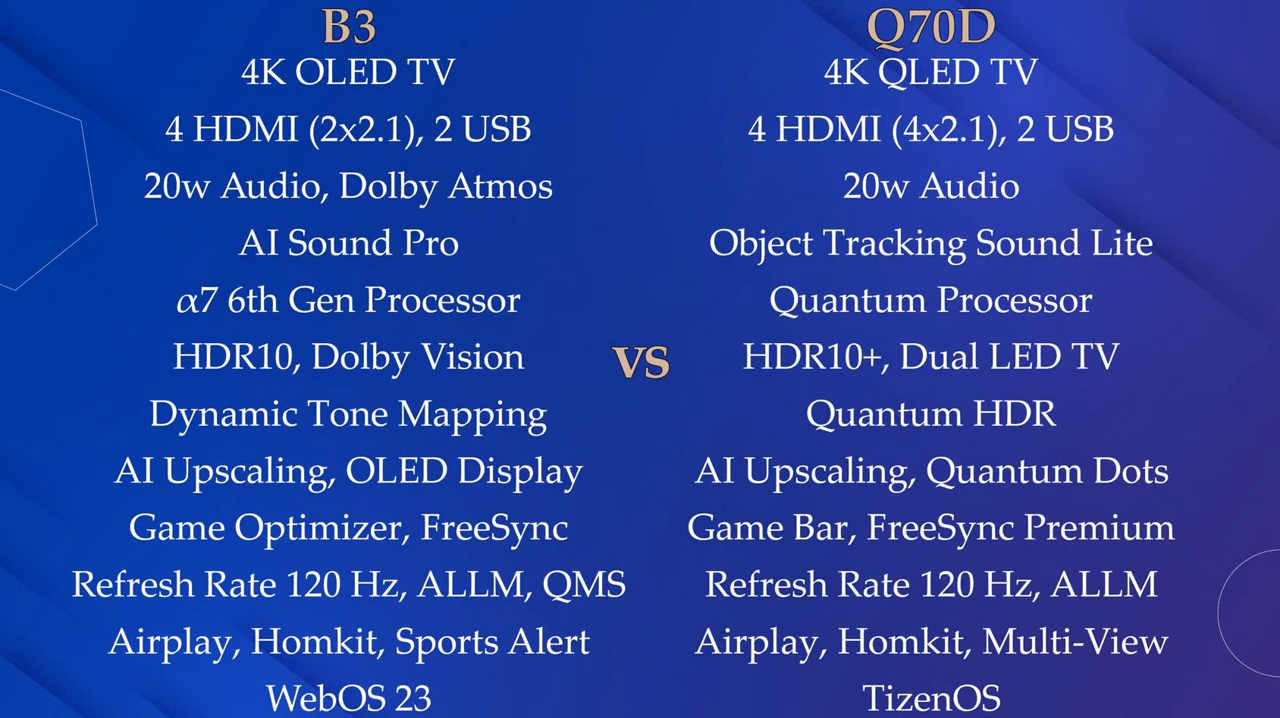 B3
4K OLED TV
4 HDMI (2x2.1), 2 USB
20w Audio, Dolby Atmos
AI Sound Pro
α7 6th Gen Processor
HDR10, Dolby Vision
Dynamic Tone Mapping
AI Upscaling, OLED Display
Game Optimizer, FreeSync
Refresh Rate 120 Hz, ALLM, QMS
Airplay, Homkit, Sports Alert
WebOS 23
VS
Q70D
4K QLED TV
4 HDMI (4x2.1), 2 USB
20w Audio
Object Tracking Sound Lite
Quantum Processor
HDR10+, Dual LED TV
Quantum HDR
AI Upscaling, Quantum Dots
Game Bar, FreeSync Premium
Refresh Rate 120 Hz, ALLM
Airplay, Homkit, Multi-View
TizenOS